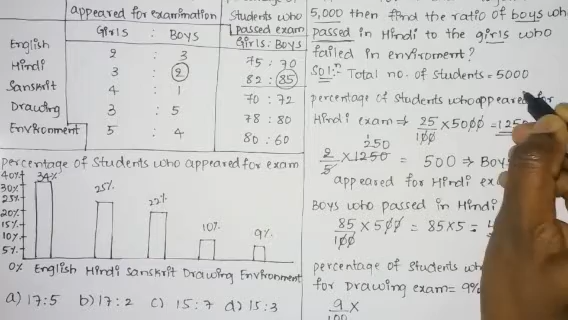 appeared for examination
Students who
passed exam
Girls : Boys
Girls: Boys
English 2 : 3 75 : 70
Hindi 3 : 2 82 : 85
Sanskrit 4 : 1 70 : 72
Drawing 3 : 5 78 : 80
Environment 5 : 4 80 : 60
percentage of Students who appeared for exam
40%
30%
25%
20%
15%
10%
5%
0%
34%
25%
22%
10%
9%
English Hindi Sanskrit Drawing Environment
a) 17:5 b) 17:2 c) 15:7 d) 15:3
5,000 then find the ratio of boys
passed in Hindi to the girls who
failed in enviroment?
Sol:n Total no. of students = 5000
percentage of students who appeared for
Hindi exam ⇒ 25/100 × 5000 = 1250
250
2/5 × 1250 = 500 ⇒ Boys
appeared for Hindi
Boys who passed in Hindi
85/100 × 500 = 85×5 =
percentage of Students
for Drawing exam = 9%
9/100 ×